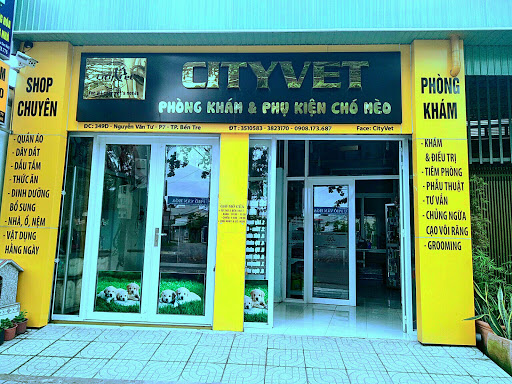 CITYVET
PHÒNG KHÁM & PHỤ KIỆN CHÓ MÈO
ĐC: 349D - Nguyễn Văn Tư - P7 - TP. Bến Tre
ĐT: 3510583 - 3823170 - 0908.173.687
Face: CityVet
SHOP
CHUYÊN
- QUẦN ÁO
- DÂY DẮT
- DẦU TẮM
- THỨC ĂN
- DINH DƯỠNG
BỔ SUNG
- NHÀ, Ổ, NỆM
- VẬT DỤNG
HẰNG NGÀY
PHÒNG
KHÁM
- KHÁM
& ĐIỀU TRỊ
- TIÊM PHÒNG
- PHẪU THUẬT
- TƯ VẤN
- CHỦNG NGỪA
CẠO VÔI RĂNG
- GROOMING